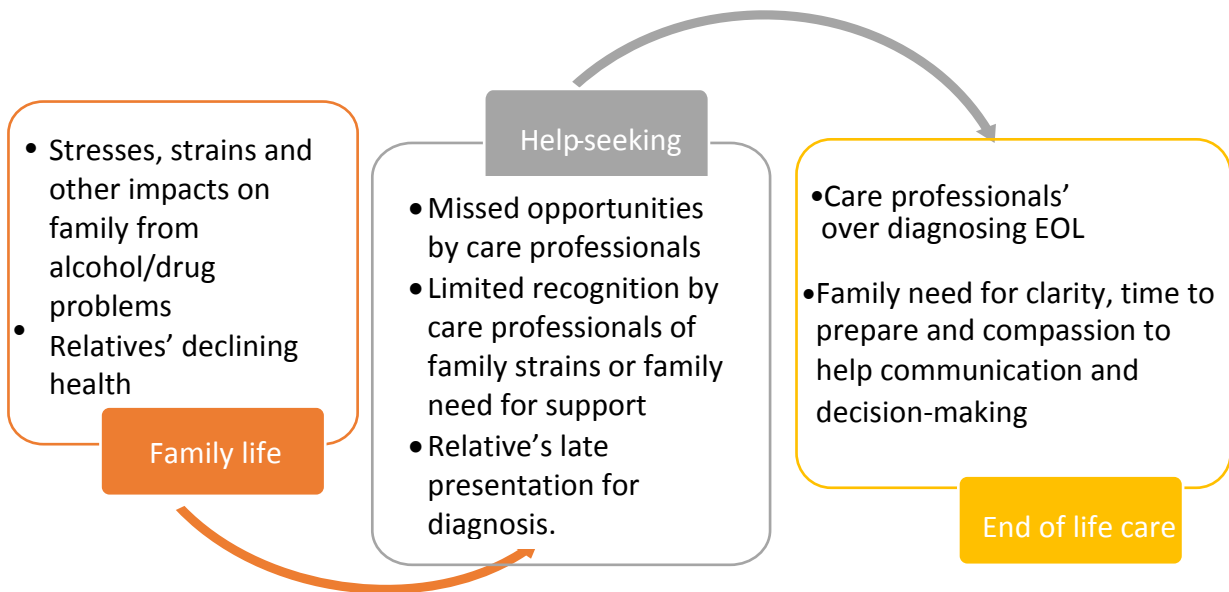 • Stresses, strains and
other impacts on
family from
alcohol/drug
problems
• Relatives' declining
health
Family life
Help-seeking
• Missed opportunities
by care professionals
• Limited recognition by
care professionals of
family strains or family
need for support
• Relative's late
presentation for
diagnosis.
•Care professionals'
over diagnosing EOL
•Family need for clarity, time to
prepare and compassion to
help communication and
decision-making
End of life care